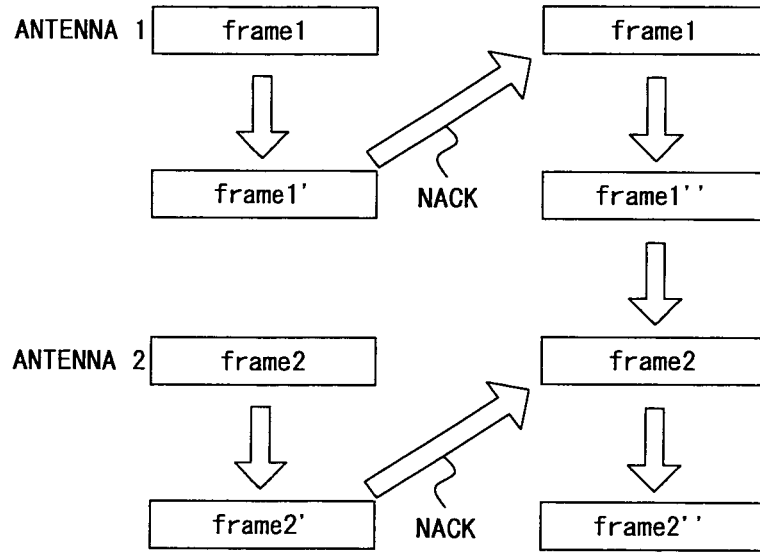 ANTENNA 1 frame1 frame1
frame1' NACK frame1''
ANTENNA 2 frame2 frame2
frame2' NACK frame2''